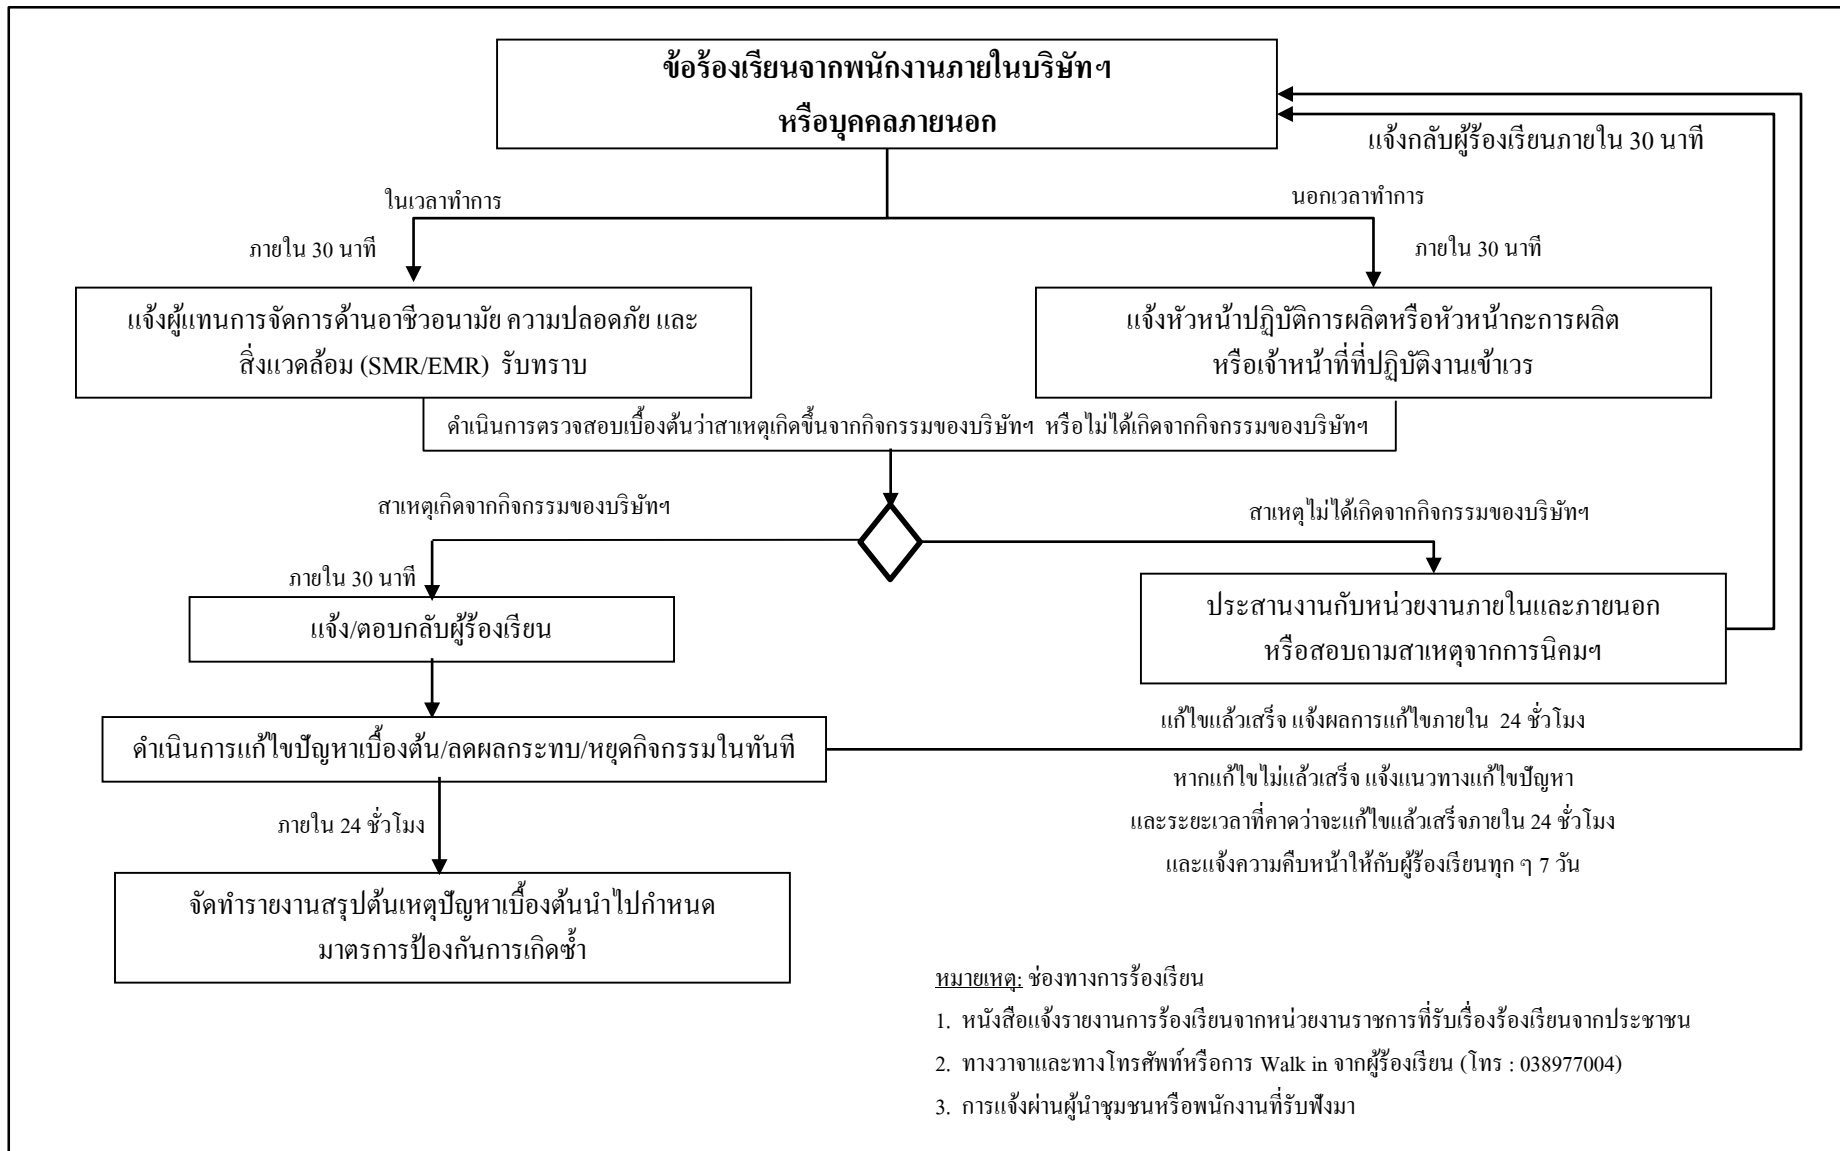 ข้อร้องเรียนจากพนักงานภายในบริษัทฯ
หรือบุคคลภายนอก
แจ้งกลับผู้ร้องเรียนภายใน 30 นาที
ในเวลาทำการ
นอกเวลาทำการ
ภายใน 30 นาที
ภายใน 30 นาที
แจ้งผู้แทนการจัดการด้านอาชีวอนามัย ความปลอดภัย และ
สิ่งแวดล้อม (SMR/EMR) รับทราบ
แจ้งหัวหน้าปฏิบัติการผลิตหรือหัวหน้ากะการผลิต
หรือเจ้าหน้าที่ที่ปฏิบัติงานเข้าเวร
ดำเนินการตรวจสอบเบื้องต้นว่าสาเหตุเกิดขึ้นจากกิจกรรมของบริษัทฯ หรือไม่ได้เกิดจากกิจกรรมของบริษัทฯ
สาเหตุเกิดจากกิจกรรมของบริษัทฯ
สาเหตุไม่ได้เกิดจากกิจกรรมของบริษัทฯ
ภายใน 30 นาที
แจ้ง/ตอบกลับผู้ร้องเรียน
ประสานงานกับหน่วยงานภายในและภายนอก
หรือสอบถามสาเหตุจากการนิคมฯ
แก้ไขแล้วเสร็จ แจ้งผลการแก้ไขภายใน 24 ชั่วโมง
ดำเนินการแก้ไขปัญหาเบื้องต้น/ลดผลกระทบ/หยุดกิจกรรมในทันที
หากแก้ไขไม่แล้วเสร็จ แจ้งแนวทางแก้ไขปัญหา
และระยะเวลาที่คาดว่าจะแก้ไขแล้วเสร็จภายใน 24 ชั่วโมง
และแจ้งความคืบหน้าให้กับผู้ร้องเรียนทุก ๆ 7 วัน
ภายใน 24 ชั่วโมง
จัดทำรายงานสรุปต้นเหตุปัญหาเบื้องต้นนำไปกำหนด
มาตรการป้องกันการเกิดซ้ำ
หมายเหตุ: ช่องทางการร้องเรียน
1. หนังสือแจ้งรายงานการร้องเรียนจากหน่วยงานราชการที่รับเรื่องร้องเรียนจากประชาชน
2. ทางวาจาและทางโทรศัพท์หรือการ Walk in จากผู้ร้องเรียน (โทร : 038977004)
3. การแจ้งผ่านผู้นำชุมชนหรือพนักงานที่รับฟังมา